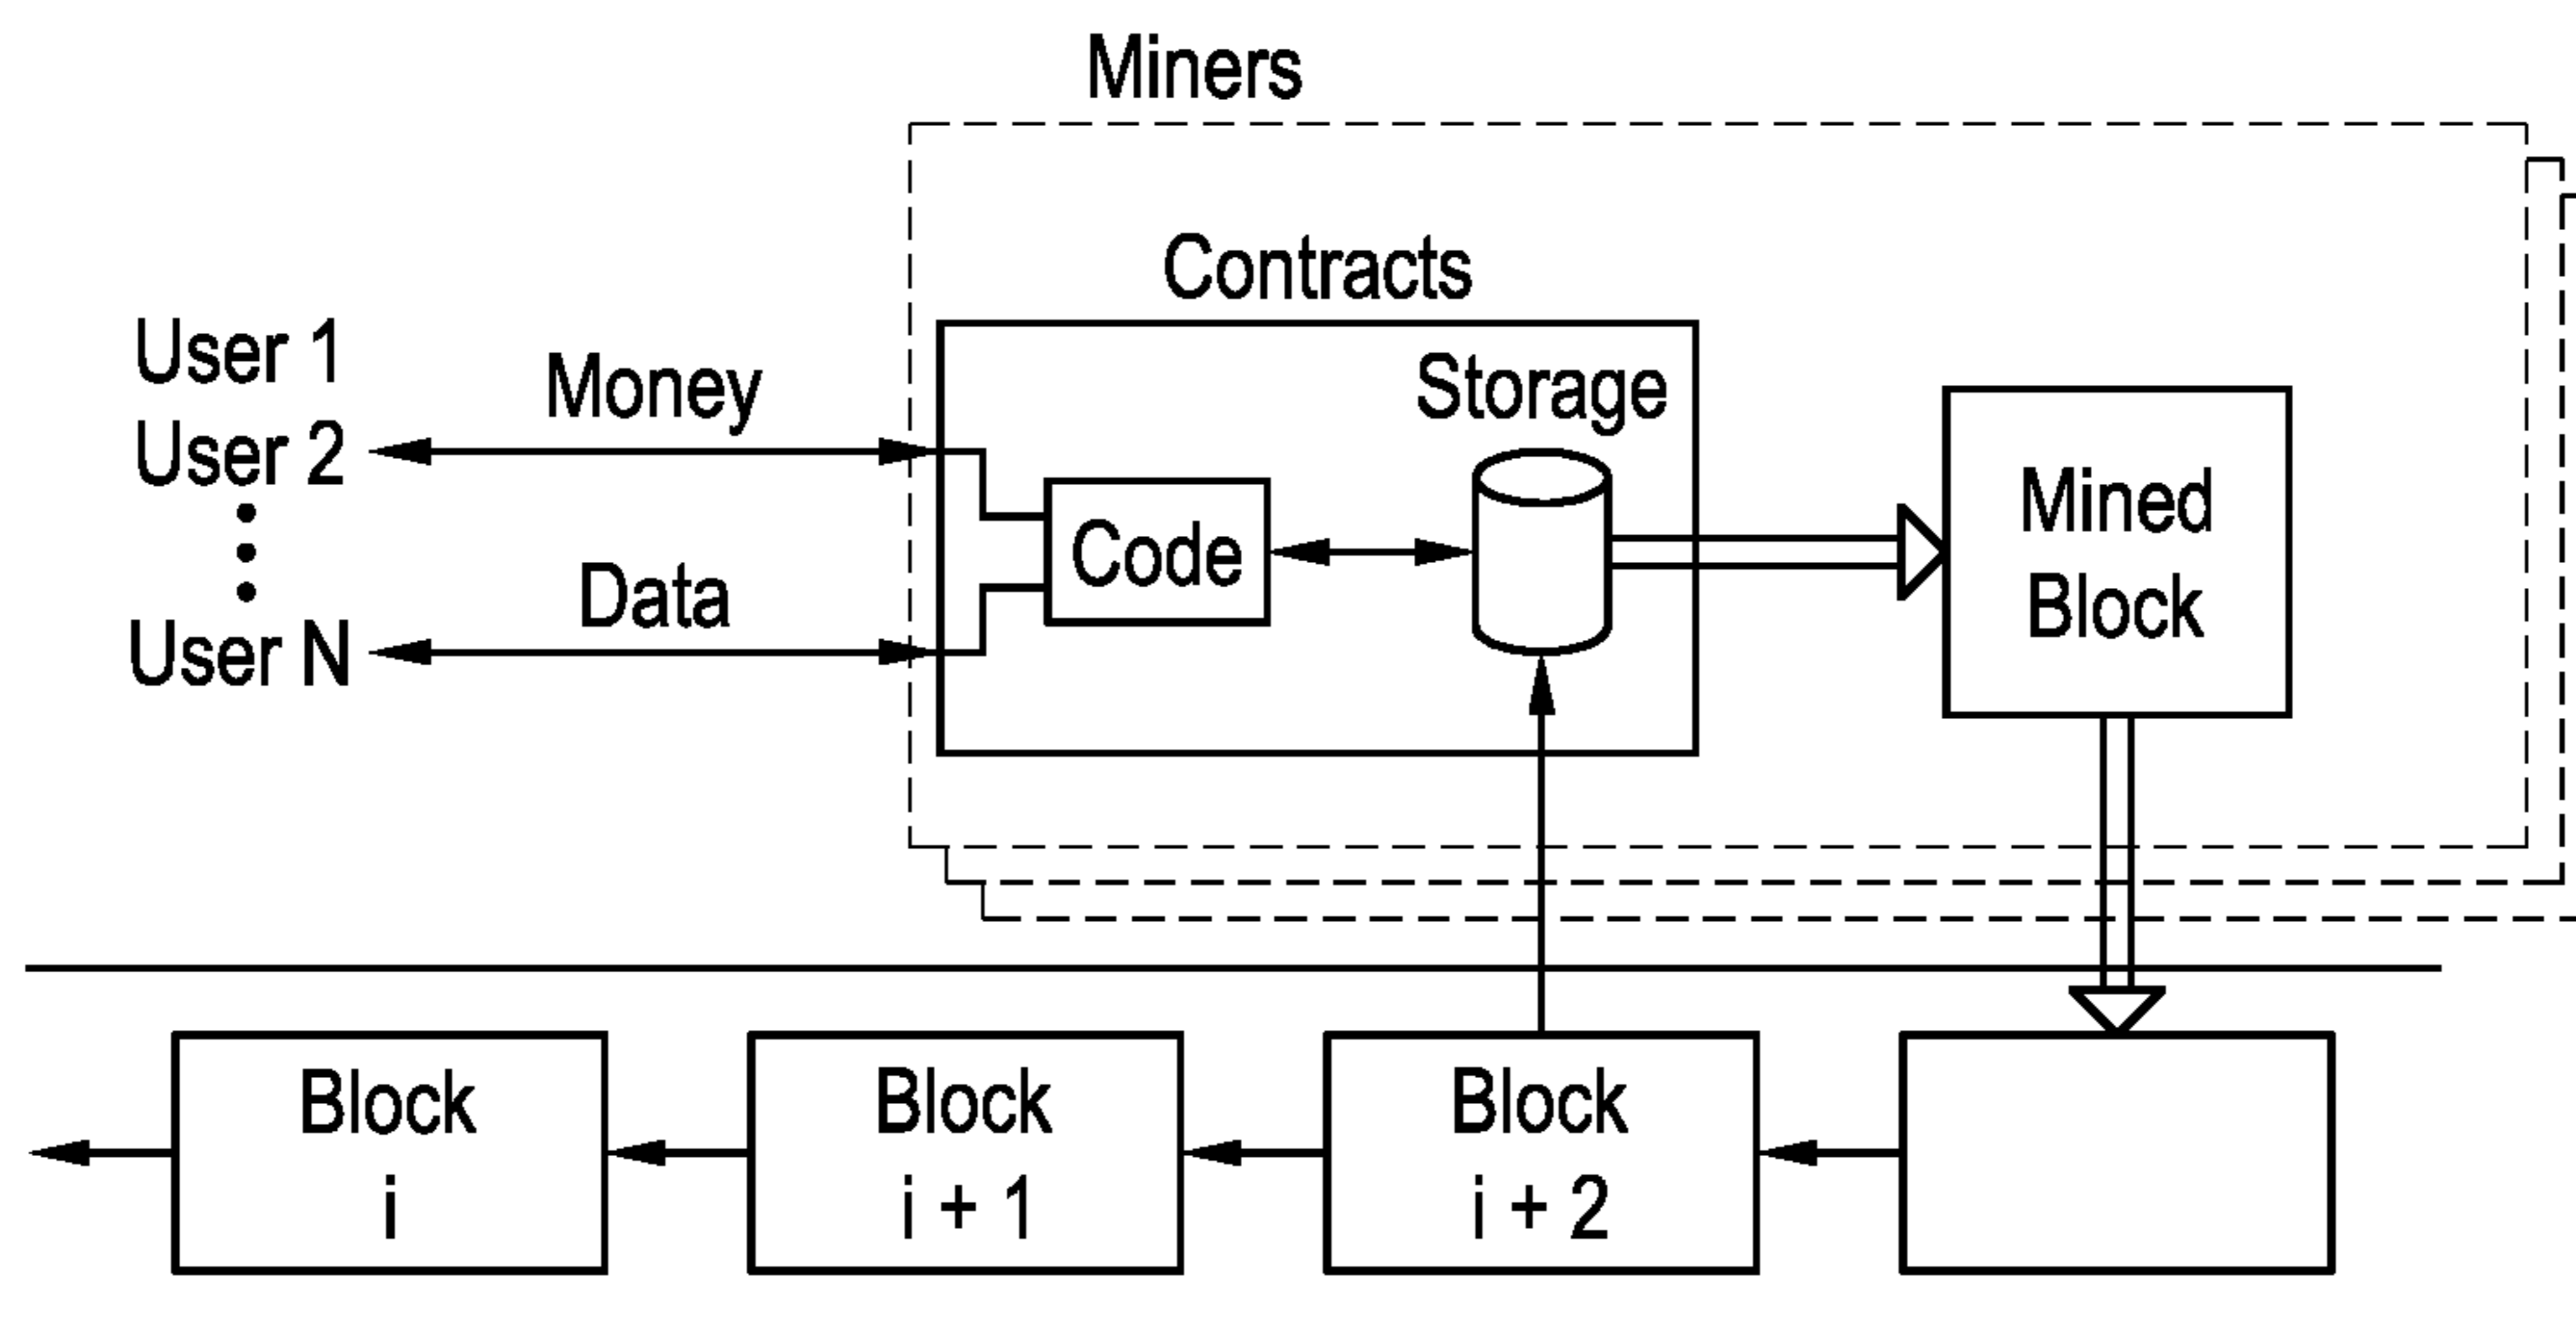 Miners
Contracts
User 1
User 2
User N
Money
Data
Code
Storage
Mined
Block
Block
i
Block
i + 1
Block
i + 2